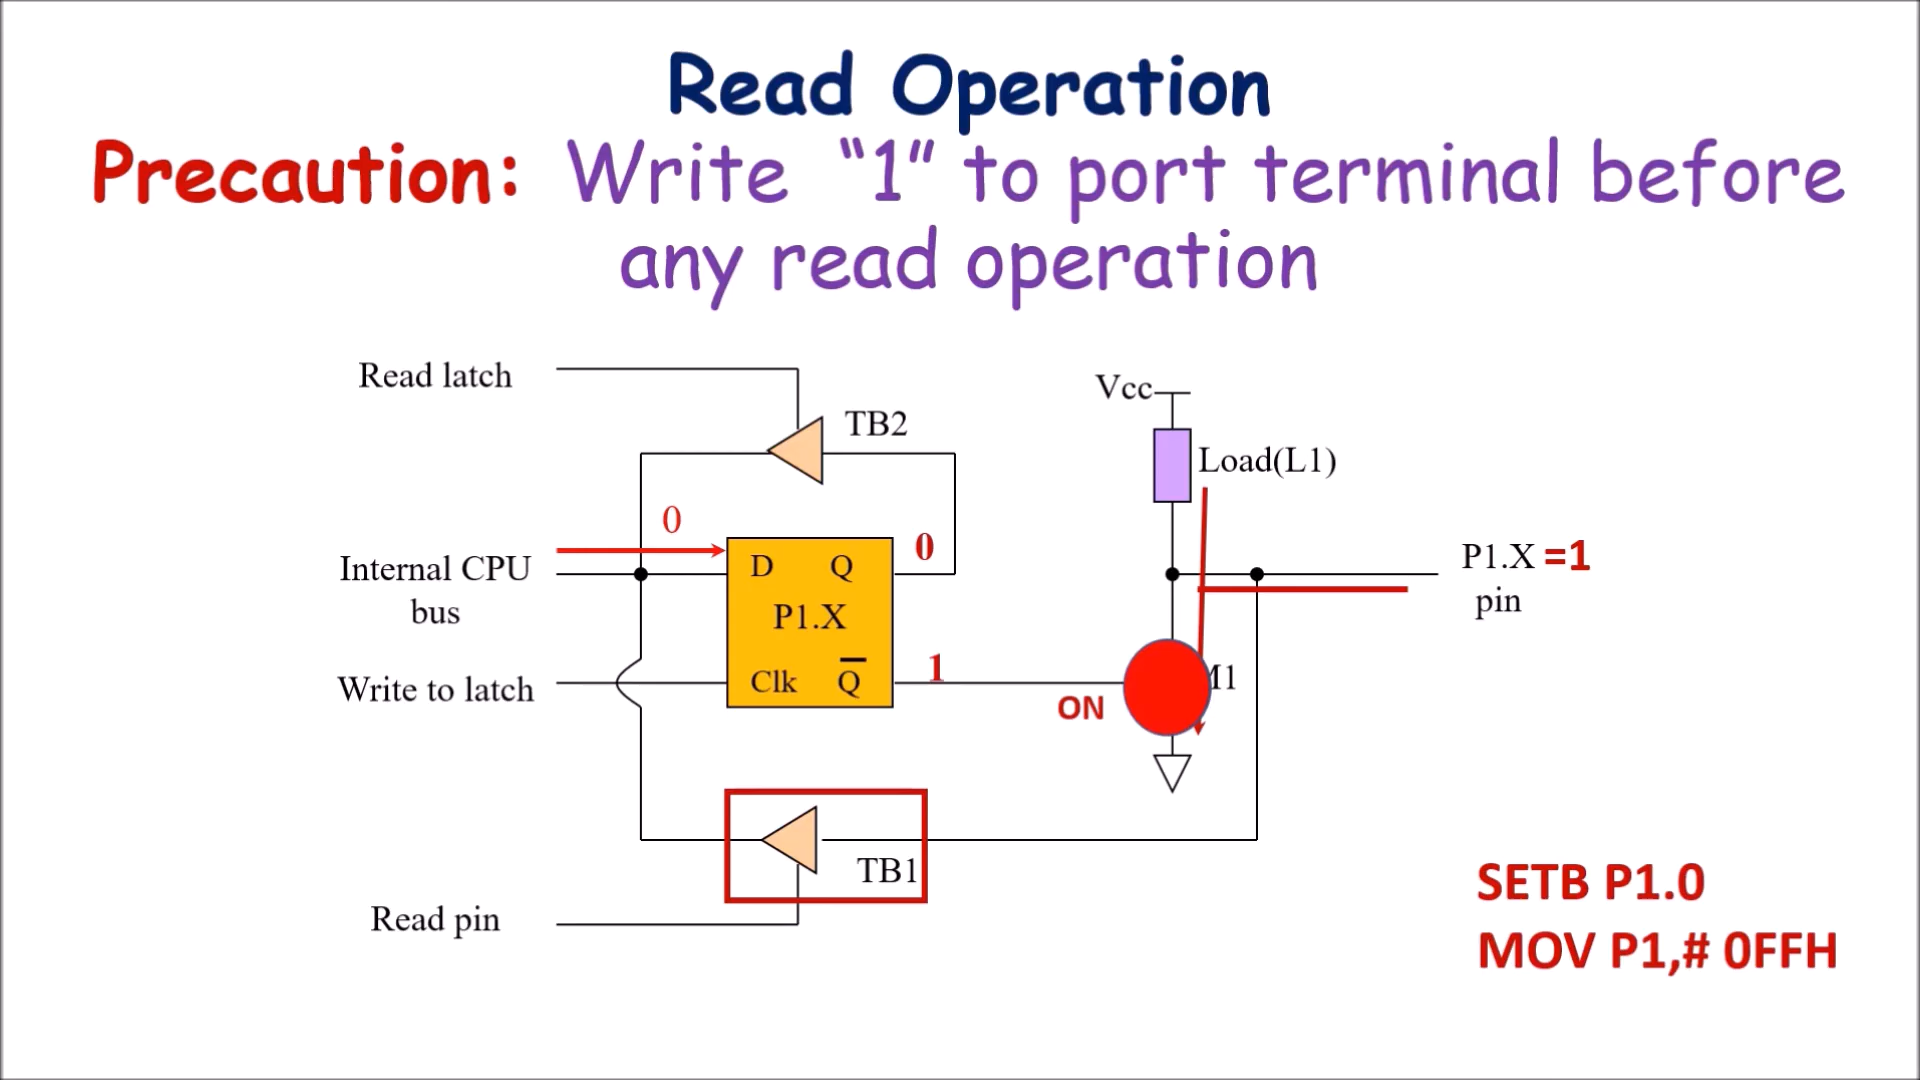 Read Operation
Precaution: Write “1” to port terminal before
any read operation
Read latch
TB2
Vcc
Load(L1)
0
0
Internal CPU
bus
D Q
P1.X
Clk Q
P1.X =1
pin
Write to latch
1
ON
TB1
Read pin
SETB P1.0
MOV P1,# 0FFH